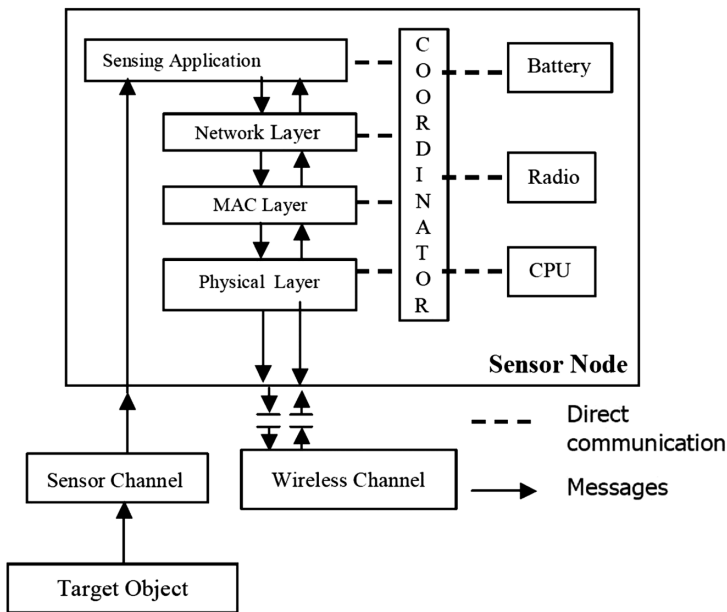 Sensing Application
Network Layer
MAC Layer
Physical Layer
COORDINATOR
Battery
Radio
CPU
Sensor Node
Sensor Channel
Wireless Channel
Target Object
Direct
communication
Messages